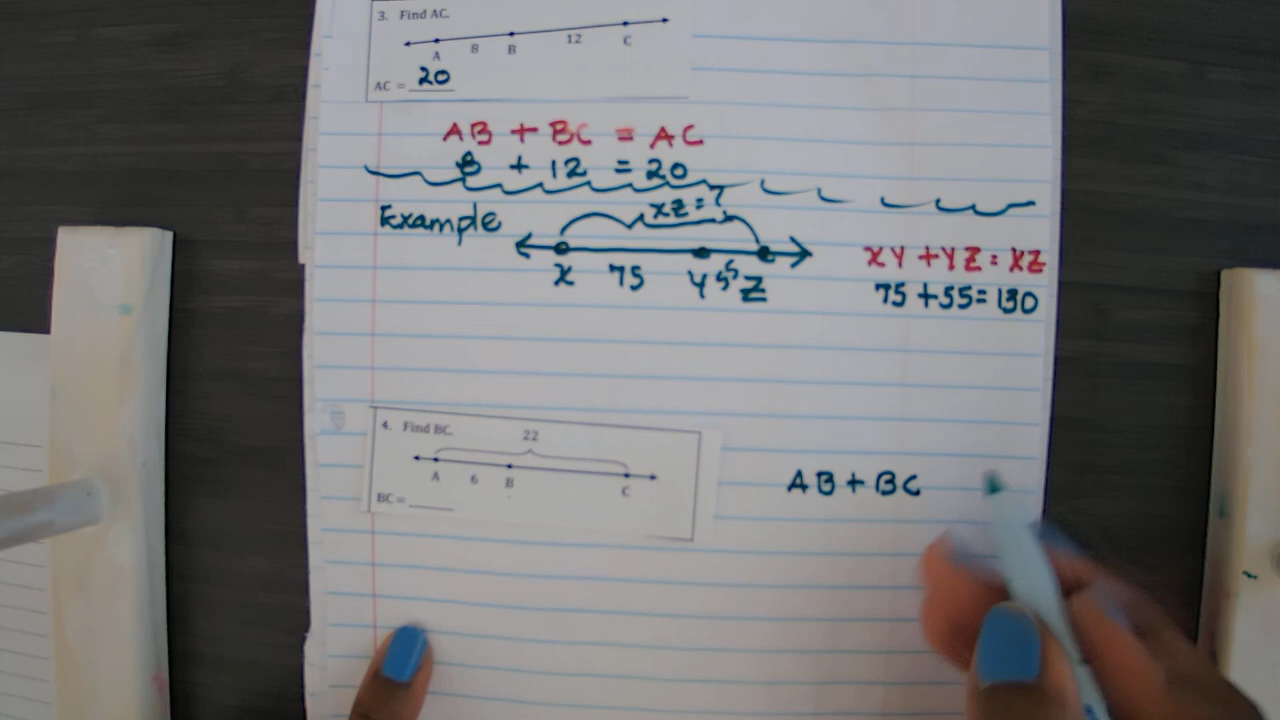 3. Find AC.
A 8 B 12 C
AC = 20
AB + BC = AC
8 + 12 = 20
Example
XZ = ?
X 75 Y 55 Z
XY + YZ = XZ
75 + 55 = 130
4. Find BC.
22
A 6 B C
BC = ____
AB + BC